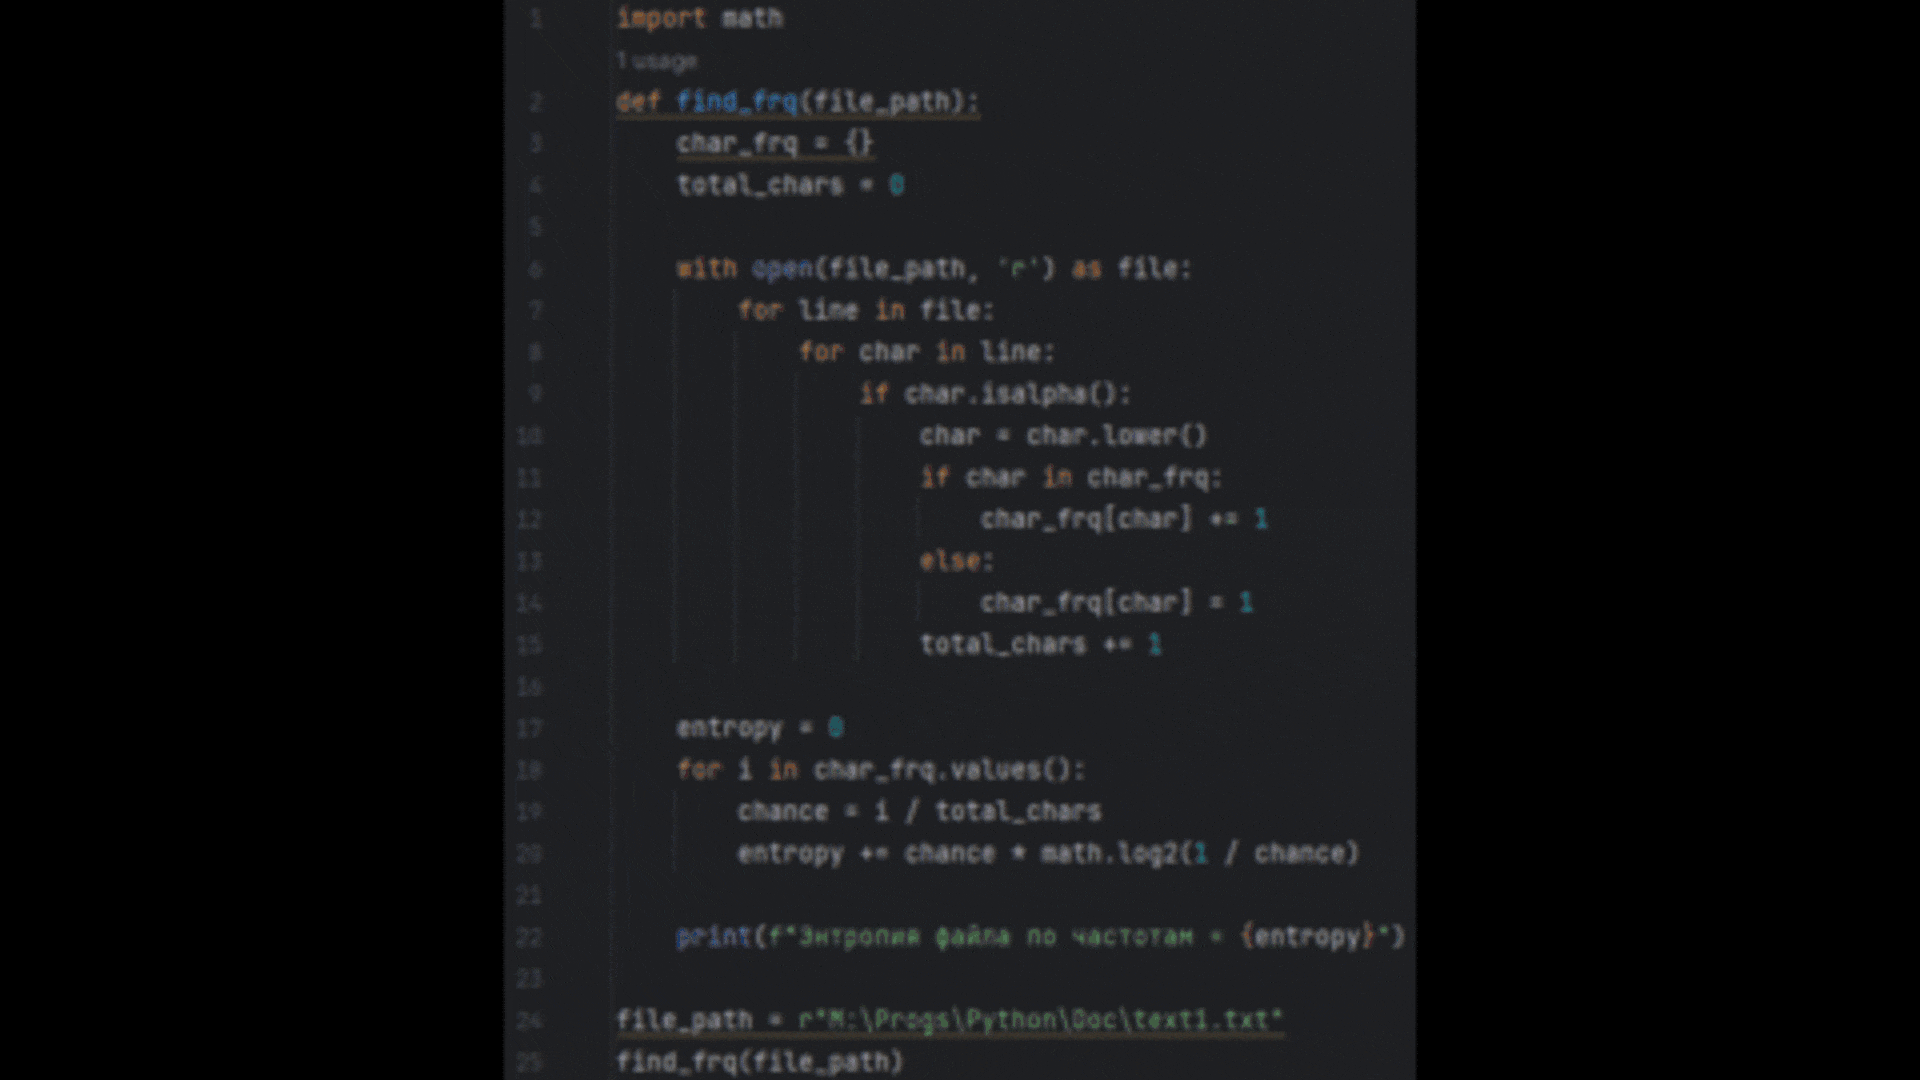 1 import math
1 usage
2 def find_frq(file_path):
3     char_frq = {}
4     total_chars = 0
5
6     with open(file_path, 'r') as file:
7         for line in file:
8             for char in line:
9                 if char.isalpha():
10                     char = char.lower()
11                     if char in char_frq:
12                         char_frq[char] += 1
13                     else:
14                         char_frq[char] = 1
15                     total_chars += 1
16
17     entropy = 0
18     for i in char_frq.values():
19         chance = i / total_chars
20         entropy += chance * math.log2(1 / chance)
21
22     print(f"Энтропия файла по частотам = {entropy}")
23
24 file_path = r"M:\Progs\Python\Doc\text1.txt"
25 find_frq(file_path)